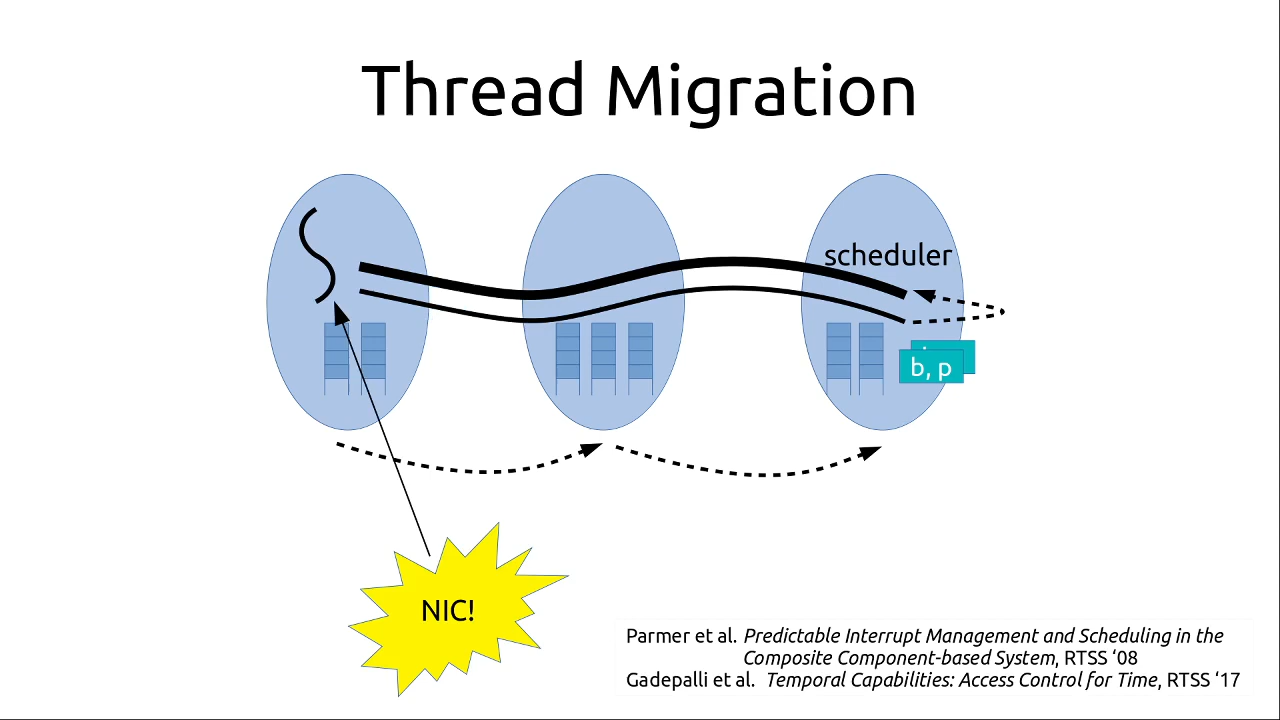 Thread Migration
scheduler
b, p
NIC!
Parmer et al. Predictable Interrupt Management and Scheduling in the
Composite Component-based System, RTSS ‘08
Gadepalli et al. Temporal Capabilities: Access Control for Time, RTSS ‘17